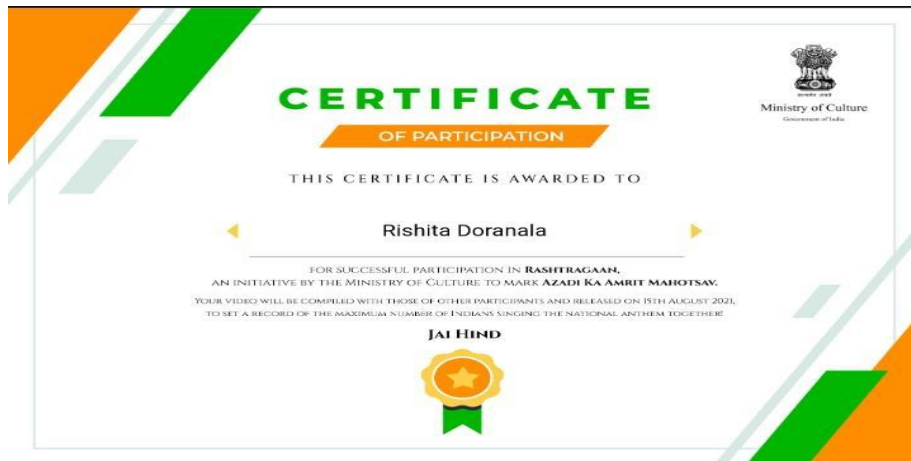 CERTIFICATE
OF PARTICIPATION
Ministry of Culture
Government of India
THIS CERTIFICATE IS AWARDED TO
Rishita Doranala
FOR SUCCESSFUL PARTICIPATION IN RASHTRAGAAN,
AN INITIATIVE BY THE MINISTRY OF CULTURE TO MARK AZADI KA AMRIT MAHOTSAV.
YOUR VIDEO WILL BE COMPILED WITH THOSE OF OTHER PARTICIPANTS AND RELEASED ON 15TH AUGUST 2021,
TO SET A RECORD OF THE MAXIMUM NUMBER OF INDIANS SINGING THE NATIONAL ANTHEM TOGETHER!
JAI HIND